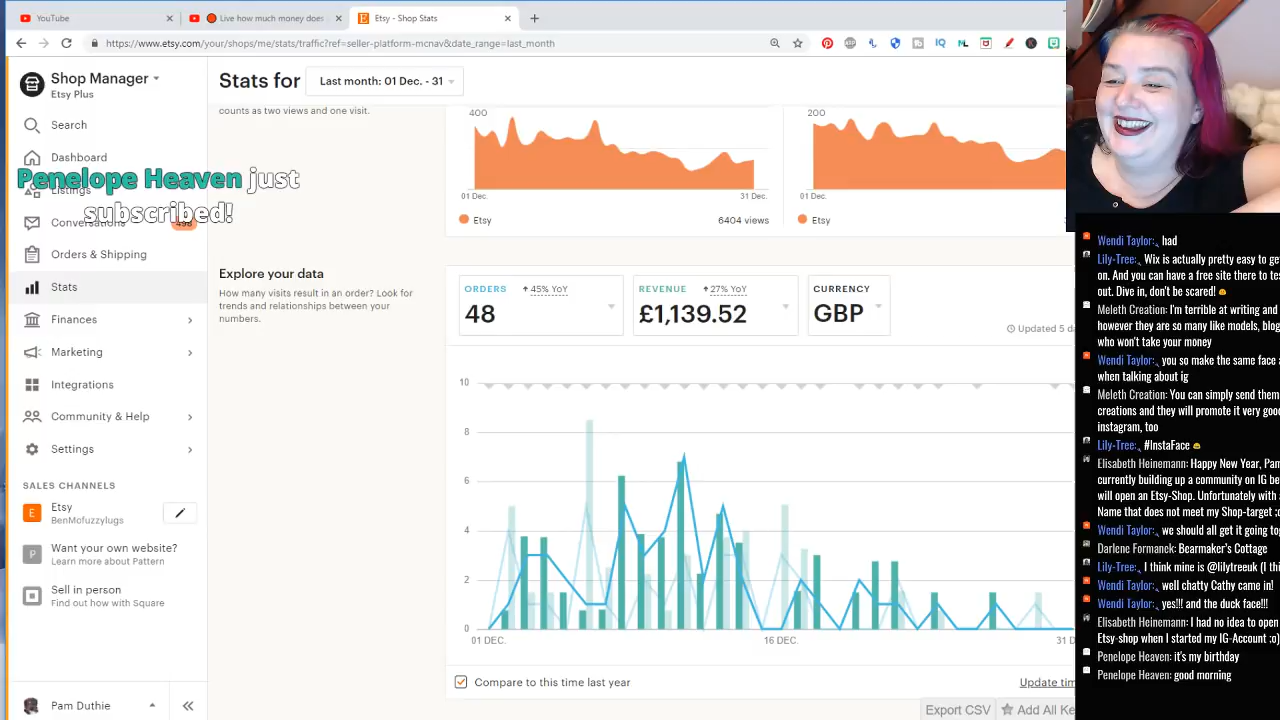 YouTube
Live how much money does
Etsy - Shop Stats
https://www.etsy.com/your/shops/me/stats/traffic?ref=seller-platform-mcnav&date_range=last_month
Shop Manager
Etsy Plus
Search
Dashboard
Listings
Penelope Heaven just
subscribed!
Conversations
498
Orders & Shipping
Stats
Finances
Marketing
Integrations
Community & Help
Settings
SALES CHANNELS
E
Etsy
BenMofuzzylugs
P
Want your own website?
Learn more about Pattern
Sell in person
Find out how with Square
Pam Duthie
Stats for
Last month: 01 Dec. - 31
counts as two views and one visit.
400
01 Dec.
31 Dec.
Etsy
6404 views
200
01 Dec.
Etsy
Explore your data
How many visits result in an order? Look for
trends and relationships between your
numbers.
ORDERS
45% YoY
48
REVENUE
27% YoY
£1,139.52
CURRENCY
GBP
Updated 5 da
10
8
6
4
2
0
01 DEC.
16 DEC.
31 D
Compare to this time last year
Update tim
Export CSV
Add All Ke
Wendi Taylor: had
Lily-Tree: Wix is actually pretty easy to ge
on. And you can have a free site there to te
out. Dive in, don't be scared!
Meleth Creation: I'm terrible at writing and
however they are so many like models, blog
who won't take your money
Wendi Taylor: you so make the same face a
when talking about ig
Meleth Creation: You can simply send them
creations and they will promote it very goo
instagram, too
Lily-Tree: #InstaFace
Elisabeth Heinemann: Happy New Year, Pam
currently building up a community on IG be
will open an Etsy-Shop. Unfortunately with
Name that does not meet my Shop-target ;o
Wendi Taylor: we should all get it going to
Darlene Formanek: Bearmaker's Cottage
Lily-Tree: I think mine is @lilytreeuk (I thi
Wendi Taylor: well chatty Cathy came in!
Wendi Taylor: yes!!! and the duck face!!!
Elisabeth Heinemann: I had no idea to open
Etsy-shop when I started my IG-Account ;o)
Penelope Heaven: it's my birthday
Penelope Heaven: good morning